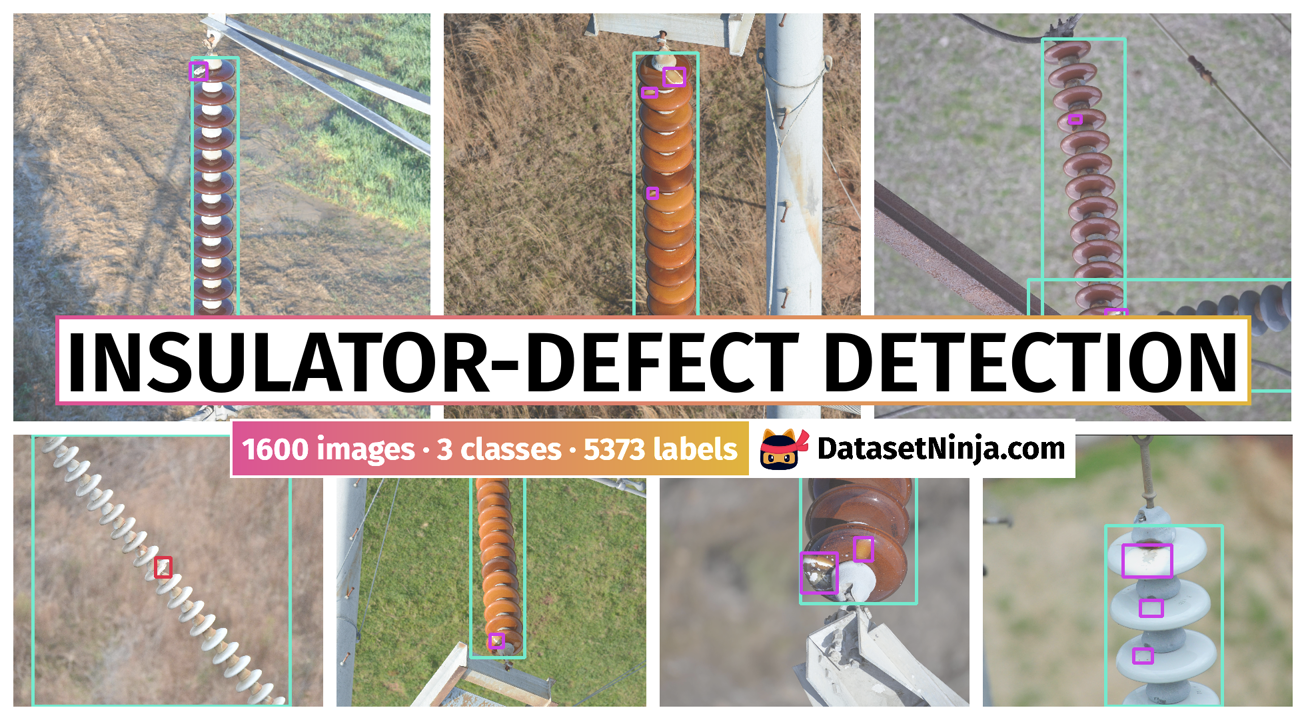 INSULATOR-DEFECT DETECTION
1600 images · 3 classes · 5373 labels
DatasetNinja.com